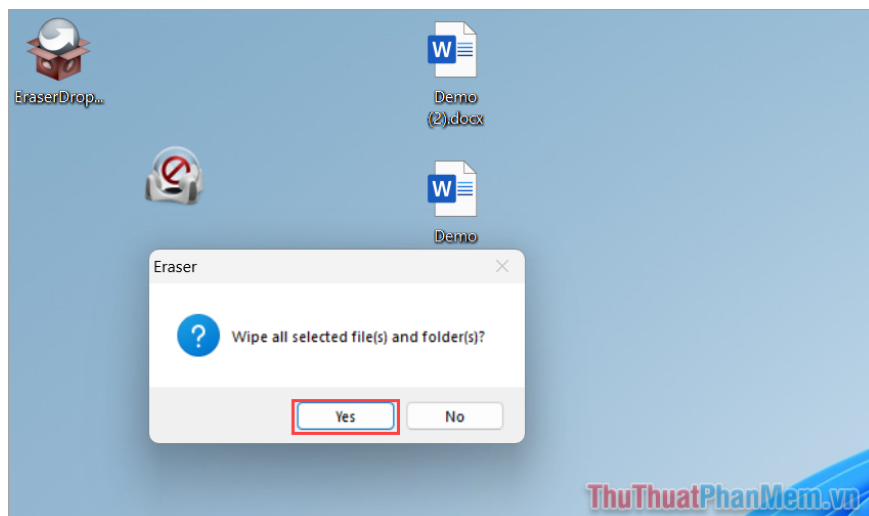 EraserDrop...
Demo
(2).docx
W
W
Demo
Eraser
?
Wipe all selected file(s) and folder(s)?
Yes
No
ThuThuatPhanMem.vn